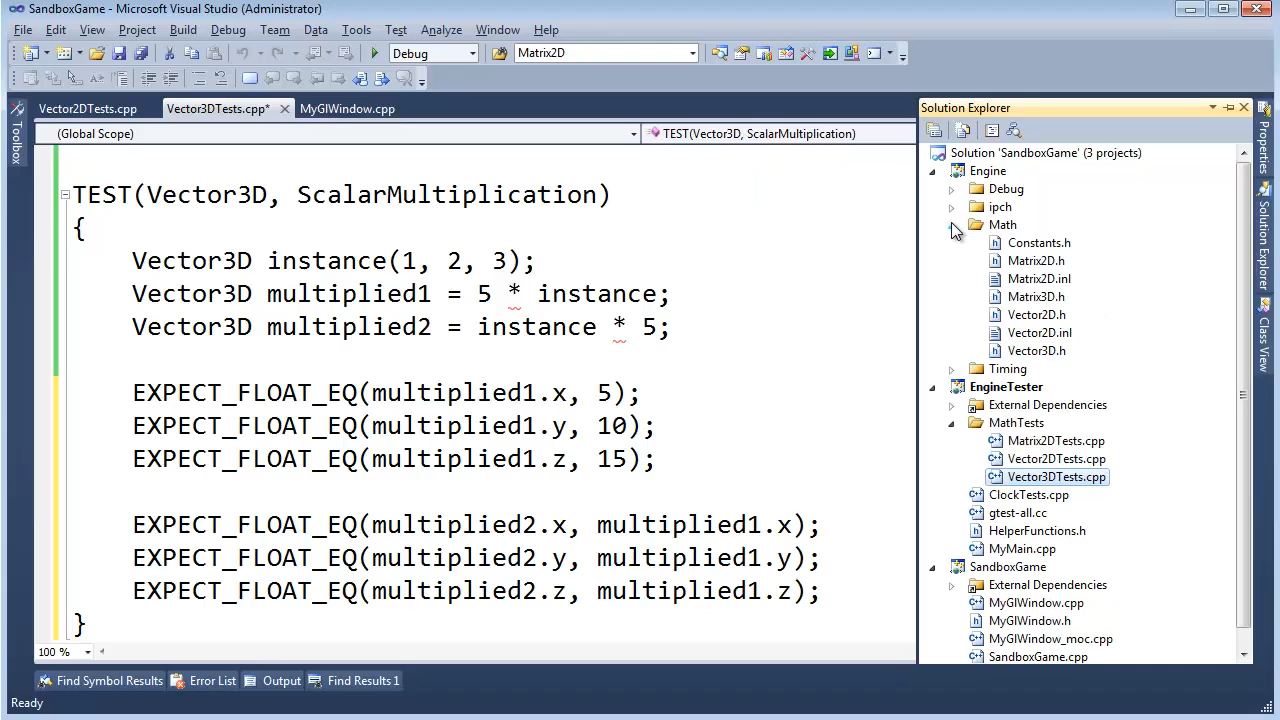 SandboxGame - Microsoft Visual Studio (Administrator)
File Edit View Project Build Debug Team Data Tools Test Analyze Window Help
Debug Matrix2D
Vector2DTests.cpp Vector3DTests.cpp* MyGlWindow.cpp
(Global Scope) TEST(Vector3D, ScalarMultiplication)
TEST(Vector3D, ScalarMultiplication)
{
Vector3D instance(1, 2, 3);
Vector3D multiplied1 = 5 * instance;
Vector3D multiplied2 = instance * 5;
EXPECT_FLOAT_EQ(multiplied1.x, 5);
EXPECT_FLOAT_EQ(multiplied1.y, 10);
EXPECT_FLOAT_EQ(multiplied1.z, 15);
EXPECT_FLOAT_EQ(multiplied2.x, multiplied1.x);
EXPECT_FLOAT_EQ(multiplied2.y, multiplied1.y);
EXPECT_FLOAT_EQ(multiplied2.z, multiplied1.z);
}
100 %
Toolbox
Solution Explorer
Solution 'SandboxGame' (3 projects)
Engine
Debug
ipch
Math
Constants.h
Matrix2D.h
Matrix2D.inl
Matrix3D.h
Vector2D.h
Vector2D.inl
Vector3D.h
Timing
EngineTester
External Dependencies
MathTests
Matrix2DTests.cpp
Vector2DTests.cpp
Vector3DTests.cpp
ClockTests.cpp
gtest-all.cc
HelperFunctions.h
MyMain.cpp
SandboxGame
External Dependencies
MyGlWindow.cpp
MyGlWindow.h
MyGlWindow_moc.cpp
SandboxGame.cpp
Properties
Solution Explorer
Class View
Find Symbol Results Error List Output Find Results 1
Ready